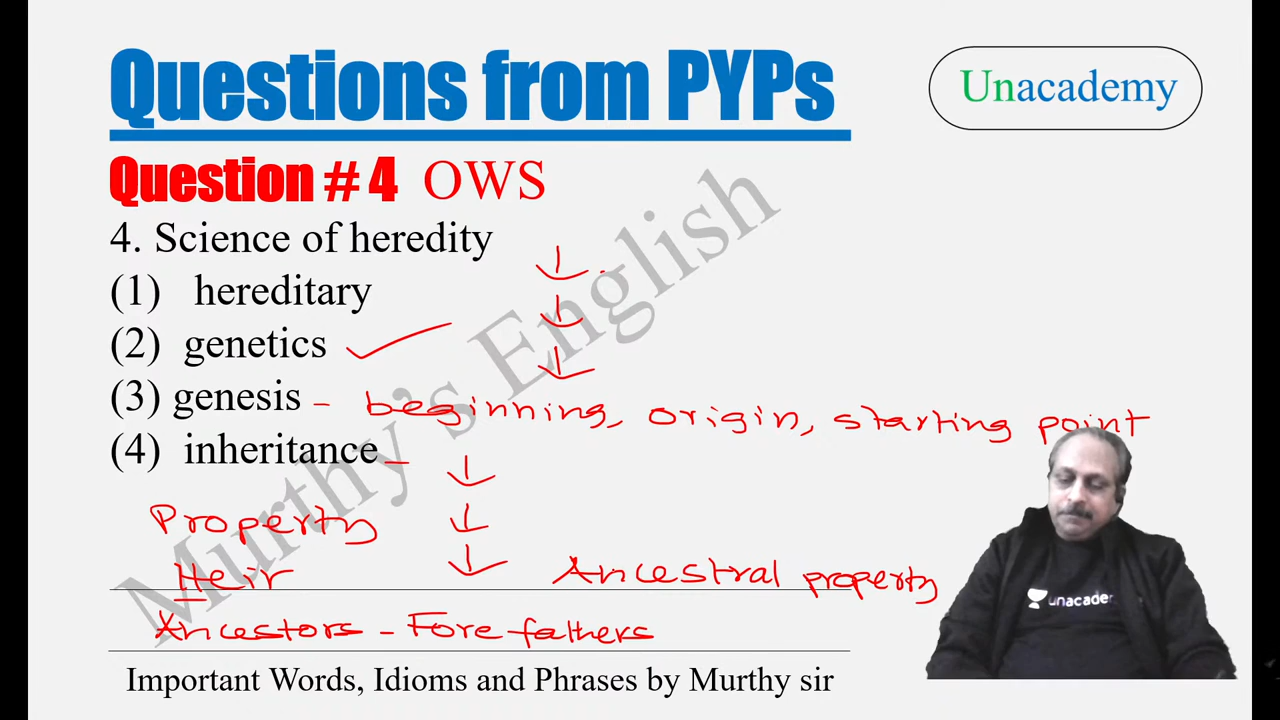 Questions from PYPs
Unacademy
Question # 4 OWS
4. Science of heredity
(1) hereditary
(2) genetics
(3) genesis - beginning, origin, starting point
(4) inheritance -
Property
Heir
Ancestral property
Ancestors - Fore fathers
Important Words, Idioms and Phrases by Murthy sir
Murthy's English
unacademy